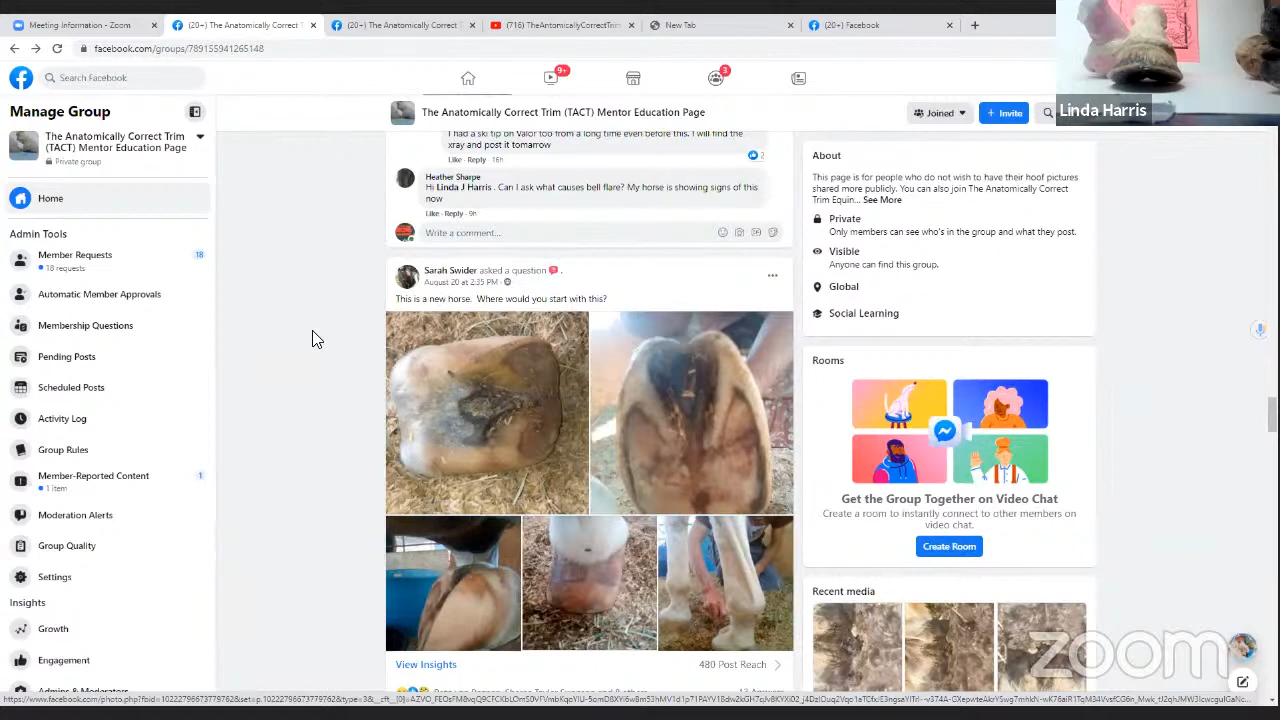 Meeting-Information - Zoom
(20+) The Anatomically Correct T
(20+) The Anatomically Correct T
(716) TheAntomicallyCorrectTrim
New Tab
(20+) Facebook
facebook.com/groups/789155941265148
Linda Harris
Search Facebook
9+
3
Manage Group
The Anatomically Correct Trim
(TACT) Mentor Education Page
Private group
Home
Admin Tools
Member Requests
18
18 requests
Automatic Member Approvals
Membership Questions
Pending Posts
Scheduled Posts
Activity Log
Group Rules
Member-Reported Content
1
1 item
Moderation Alerts
Group Quality
Settings
Insights
Growth
Engagement
Admins & Moderators
The Anatomically Correct Trim (TACT) Mentor Education Page
Joined
+ Invite
I had a ski tip on Valor too from a long time even before this. I will find the
xray and post it tomorrow
Like · Reply · 16h
2
Heather Sharpe
Hi Linda J Harris . Can I ask what causes bell flare? My horse is showing signs of this
now
Like · Reply · 9h
Write a comment...
Sarah Swider asked a question .
August 20 at 2:35 PM ·
This is a new horse. Where would you start with this?
View Insights
480 Post Reach
About
This page is for people who do not wish to have their hoof pictures
shared more publicly. You can also join The Anatomically Correct
Trim Equin... See More
Private
Only members can see who's in the group and what they post.
Visible
Anyone can find this group.
Global
Social Learning
Rooms
Get the Group Together on Video Chat
Create a room to instantly connect to other members on
video chat.
Create Room
Recent media
zoom